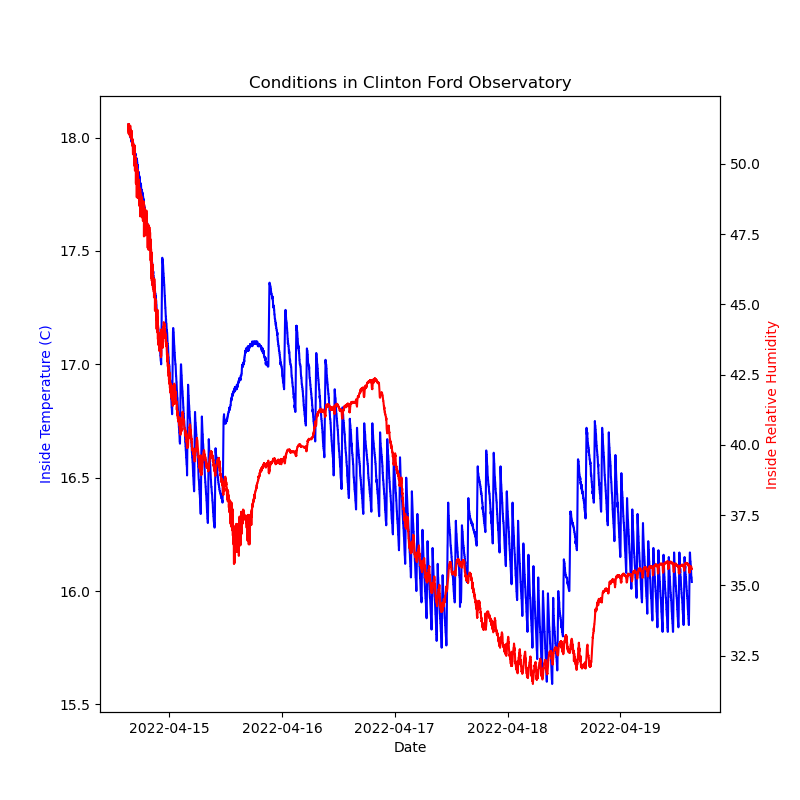 Conditions in Clinton Ford Observatory
18.0
17.5
17.0
16.5
16.0
15.5
Inside Temperature (C)
50.0
47.5
45.0
42.5
40.0
37.5
35.0
32.5
Inside Relative Humidity
2022-04-15 2022-04-16 2022-04-17 2022-04-18 2022-04-19
Date